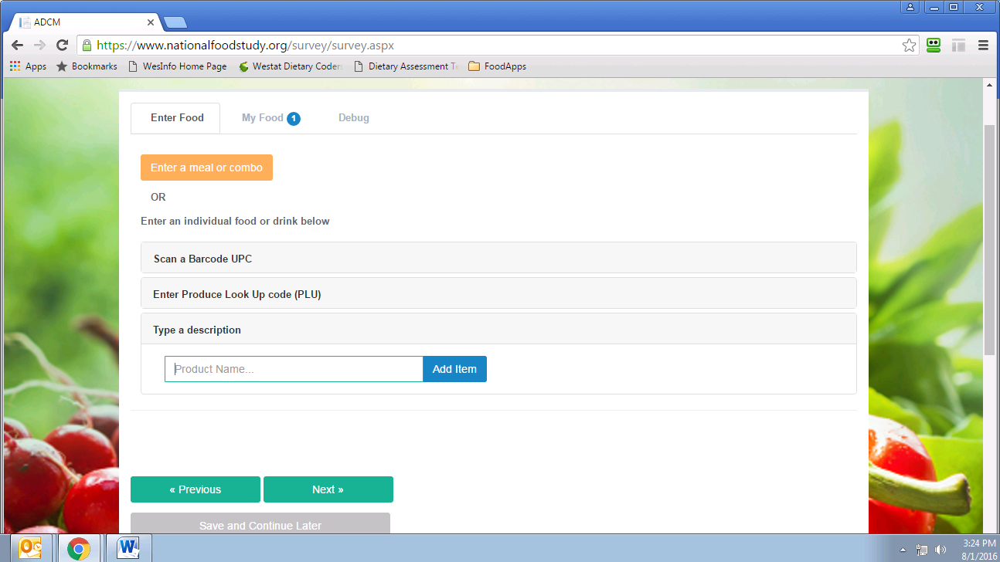 ADCM
https://www.nationalfoodstudy.org/survey/survey.aspx
Apps Bookmarks WesInfo Home Page Westat Dietary Coder Dietary Assessment T FoodApps
Enter Food My Food 1 Debug
Enter a meal or combo
OR
Enter an individual food or drink below
Scan a Barcode UPC
Enter Produce Look Up code (PLU)
Type a description
Product Name... Add Item
« Previous Next »
Save and Continue Later
3:24 PM
8/1/2016